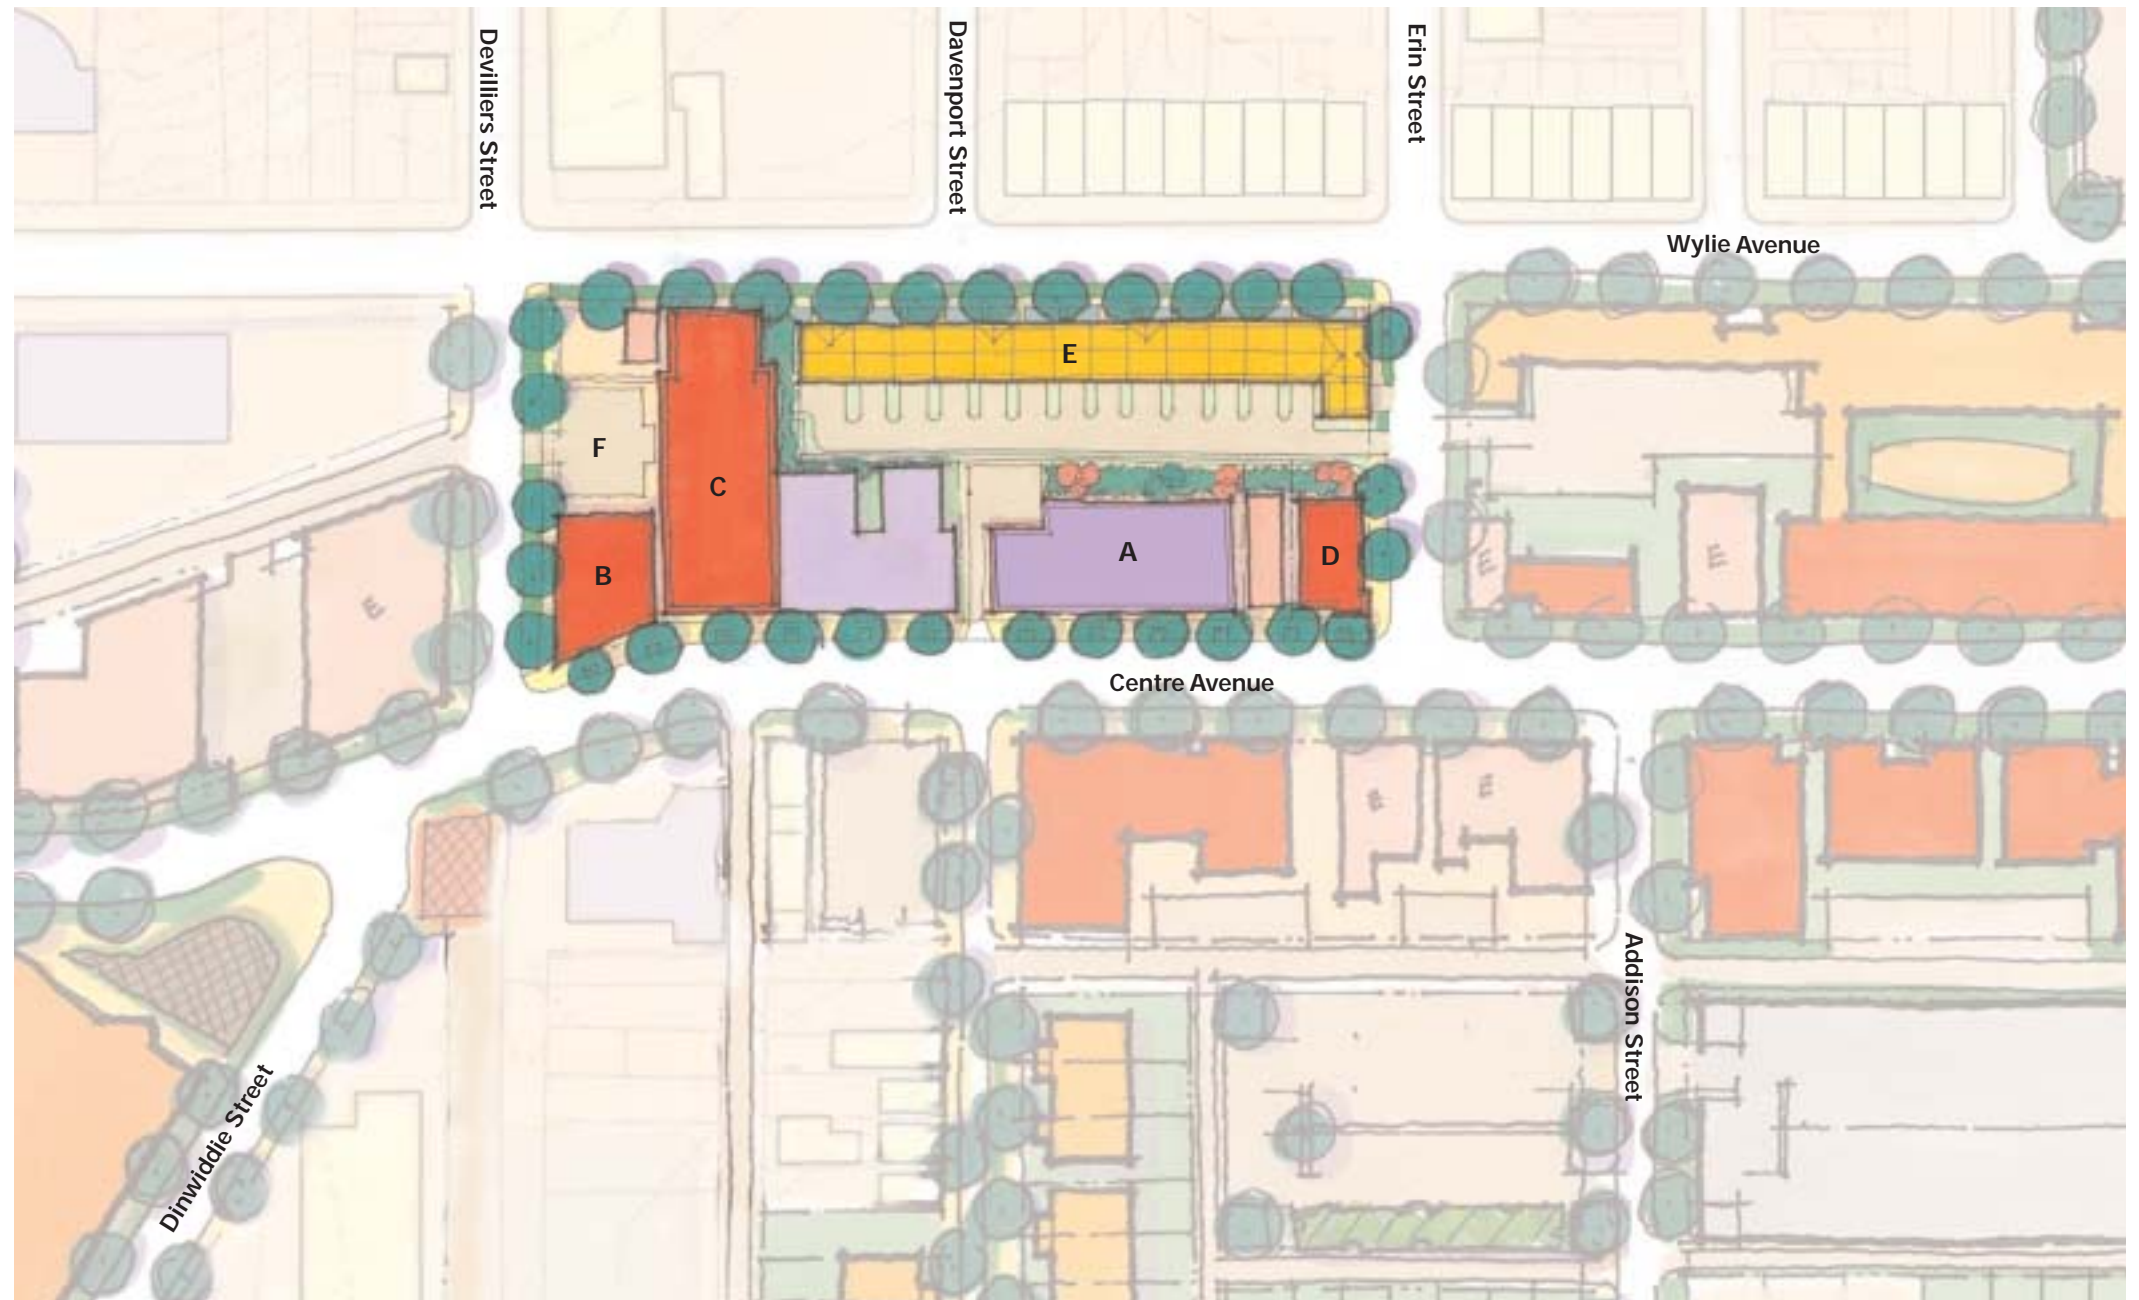 Devilliers Street
Davenport Street
Erin Street
Wylie Avenue
E
F
C
B
A
D
Centre Avenue
Addison Street
Dinwiddie Street